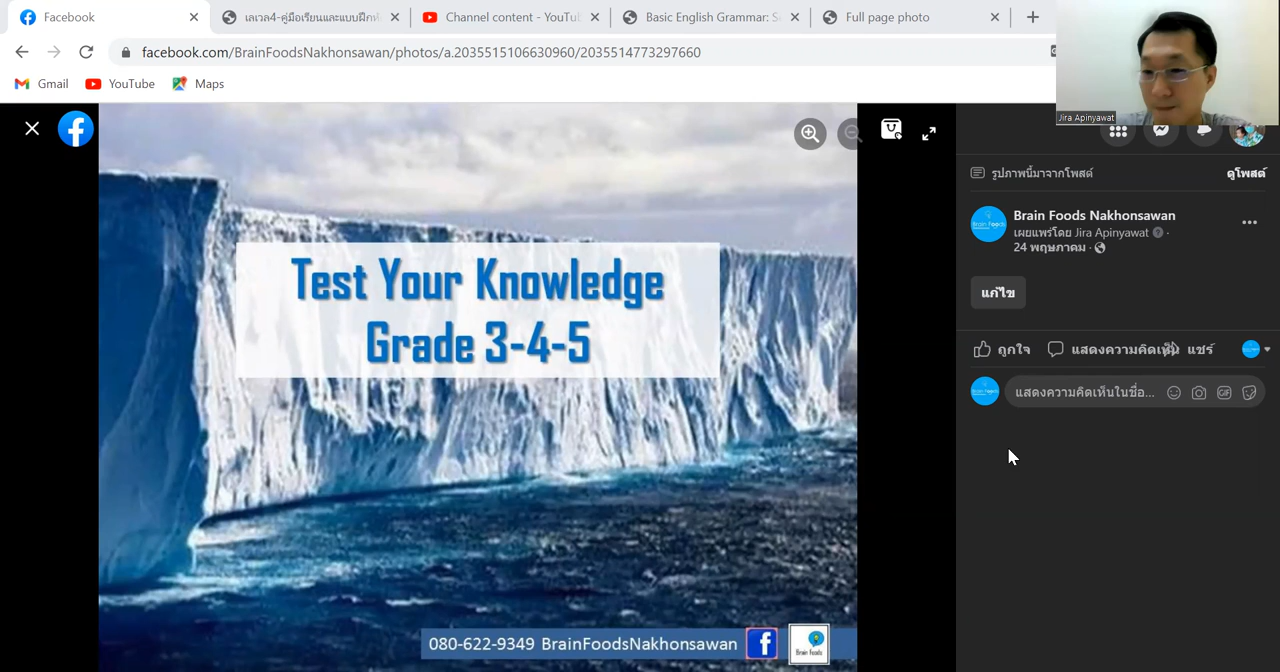 Facebook
เลเวล4-คู่มือเรียนและแบบฝึกหั
Channel content - YouTu
Basic English Grammar: S
Full page photo
facebook.com/BrainFoodsNakhonsawan/photos/a.2035515106630960/2035514773297660
Gmail
YouTube
Maps
Jira Apinyawat
Test Your Knowledge
Grade 3-4-5
080-622-9349 BrainFoodsNakhonsawan
Brain Foods
รูปภาพนี้มาจากโพสต์
ดูโพสต์
Brain Foods Nakhonsawan
เผยแพร่โดย Jira Apinyawat ·
24 พฤษภาคม ·
แก้ไข
ถูกใจ
แสดงความคิดเห็น
แชร์
แสดงความคิดเห็นในชื่อ...
GIF